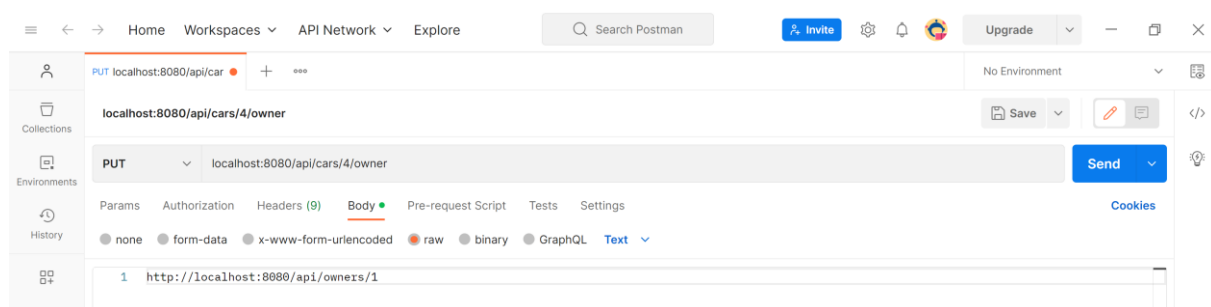 Home Workspaces API Network Explore Search Postman Invite Upgrade
PUT localhost:8080/api/car No Environment
Collections
localhost:8080/api/cars/4/owner Save
Environments
PUT localhost:8080/api/cars/4/owner Send
History
Params Authorization Headers (9) Body Pre-request Script Tests Settings Cookies
none form-data x-www-form-urlencoded raw binary GraphQL Text
1 http://localhost:8080/api/owners/1